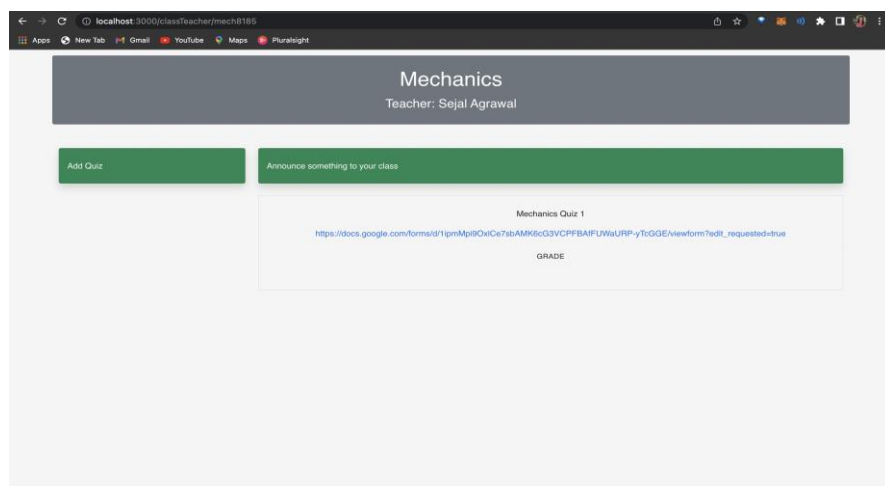 localhost:3000/classTeacher/mech8185
Apps New Tab Gmail YouTube Maps Pluralsight
Mechanics
Teacher: Sejal Agrawal
Add Quiz
Announce something to your class
Mechanics Quiz 1
https://docs.google.com/forms/d/1ipmMpi9OxlCe7sbAMK6cG3VCPFBAfFUWaURP-yTcGGE/viewform?edit_requested=true
GRADE